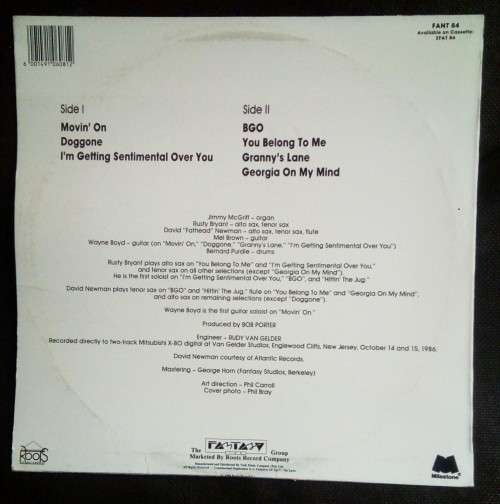 FANT 84
Available on Cassette:
6 001491 060812
Side I
Movin' On
Doggone
I'm Getting Sentimental Over You
Side II
BGO
You Belong To Me
Granny's Lane
Georgia On My Mind
Jimmy McGriff – organ
Rusty Bryant – alto sax, tenor sax
David "Fathead" Newman – alto sax, tenor sax, flute
Mel Brown – guitar
Wayne Boyd – guitar (on "Movin' On," "Doggone," "Granny's Lane," "I'm Getting Sentimental Over You")
Bernard Purdie – drums
Rusty Bryant plays alto sax on "You Belong To Me" and "I'm Getting Sentimental Over You,"
and tenor sax on all other selections (except "Georgia On My Mind").
He is the first soloist on "I'm Getting Sentimental Over You," "BGO", and "Hittin' The Jug."
David Newman plays tenor sax on "BGO" and "Hittin' The Jug," flute on "You Belong To Me" and "Georgia On My Mind",
and alto sax on remaining selections (except "Doggone").
Wayne Boyd is the first guitar soloist on "Movin' On."
Produced by BOB PORTER
Engineer – RUDY VAN GELDER
Recorded directly to two-track Mitsubishi X-80 digital at Van Gelder Studios, Englewood Cliffs, New Jersey, October 14 and 15, 1986.
David Newman courtesy of Atlantic Records.
Mastering – George Horn (Fantasy Studios, Berkeley)
Art direction – Phil Carroll
Cover photo – Phil Bray
ROOTS
The FANTASY Group
Marketed By Roots Record Company
Milestone